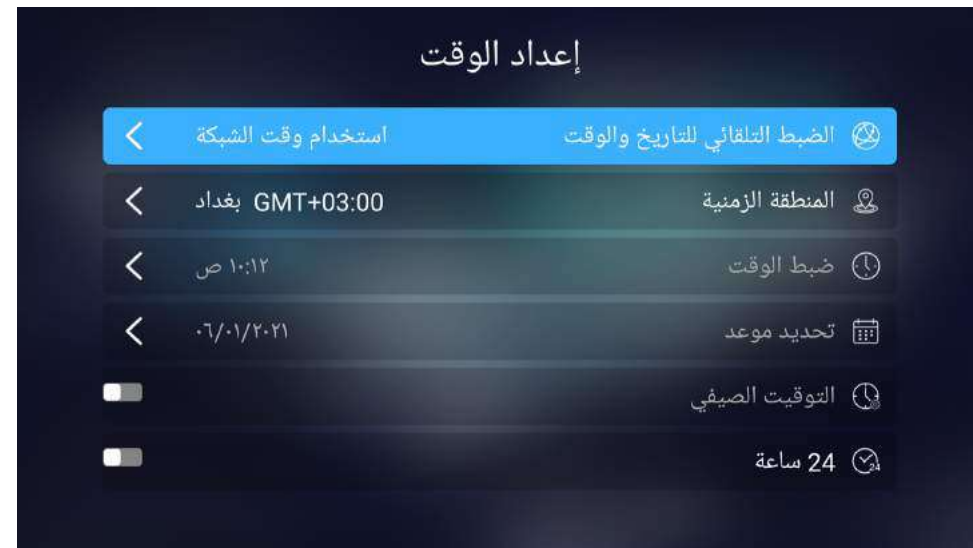 إعداد الوقت
الضبط التلقائي للتاريخ والوقت استخدام وقت الشبكة
المنطقة الزمنية GMT+03:00 بغداد
ضبط الوقت ١٠:١٢ ص
تحديد موعد ٠٦/٠١/٢٠٢١
التوقيت الصيفي
24 ساعة